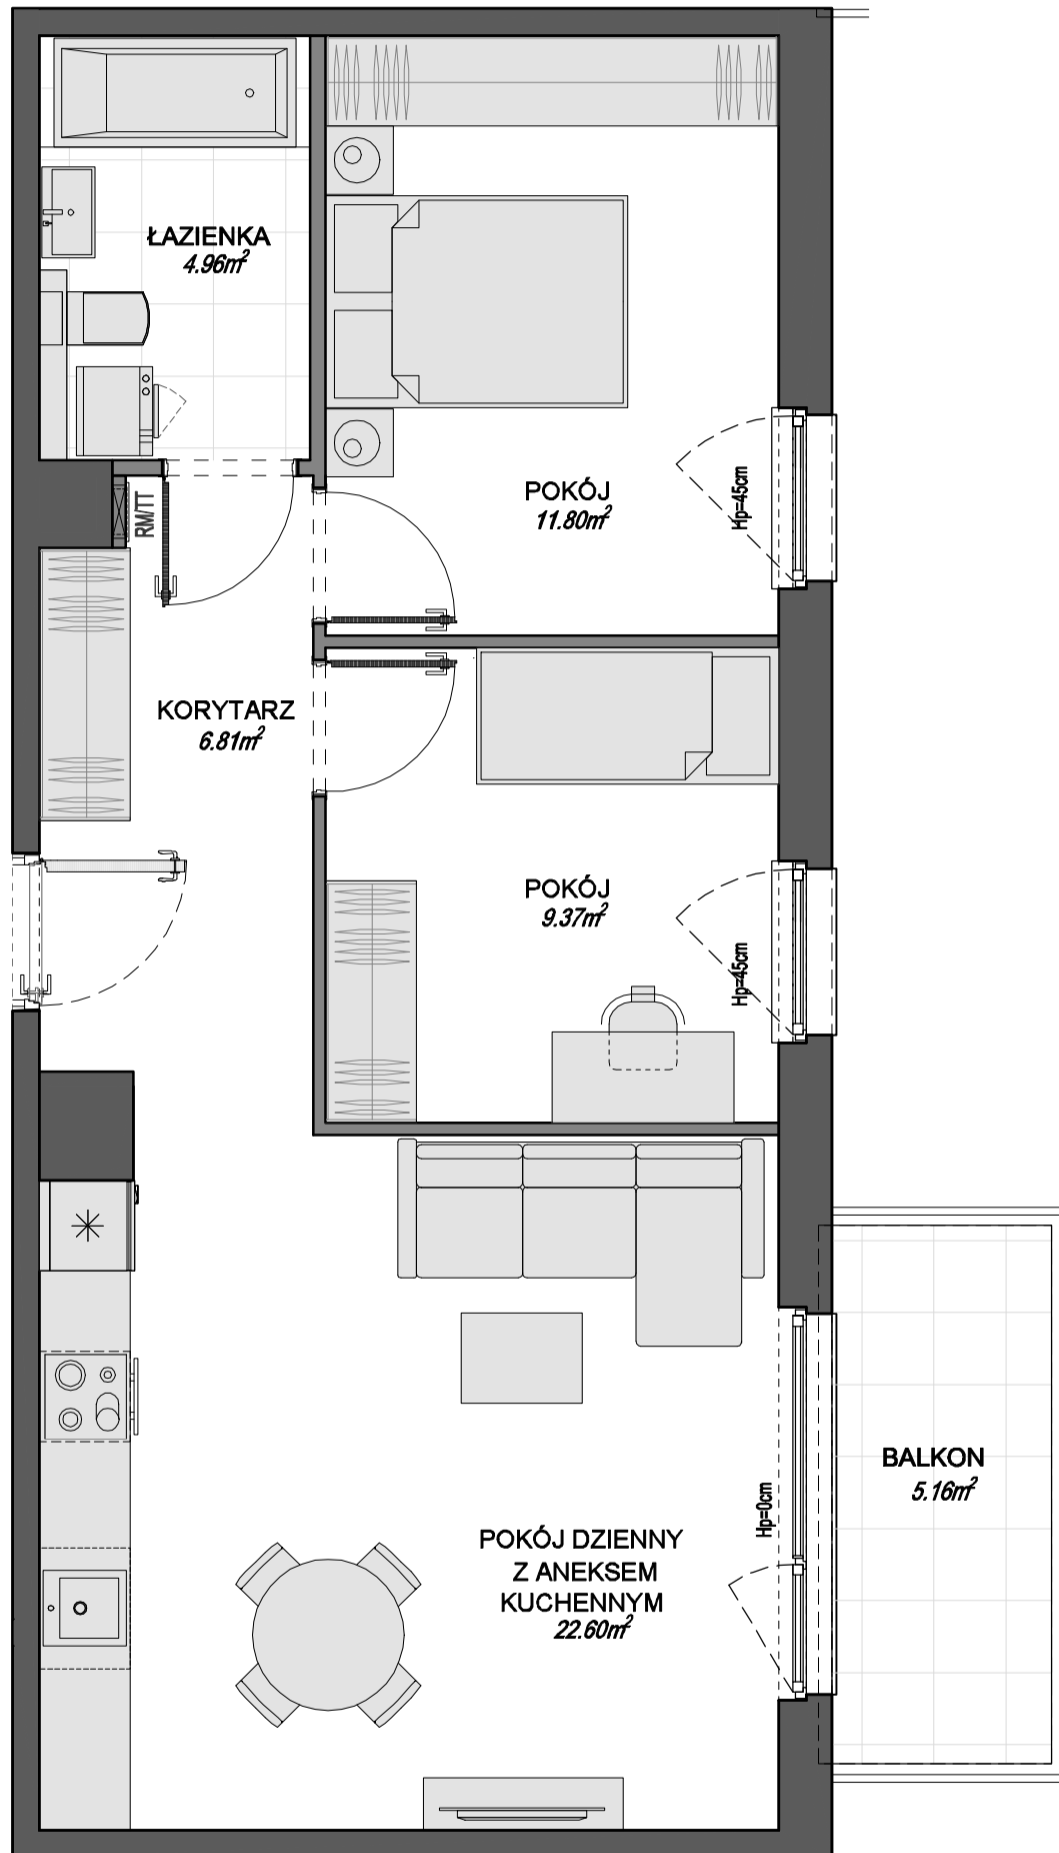 ŁAZIENKA
4.96m²
POKÓJ
11.80m²
Hp=45cm
RM/TT
KORYTARZ
6.81m²
POKÓJ
9.37m²
Hp=45cm
BALKON
5.16m²
Hp=0cm
POKÓJ DZIENNY
Z ANEKSEM
KUCHENNYM
22.60m²